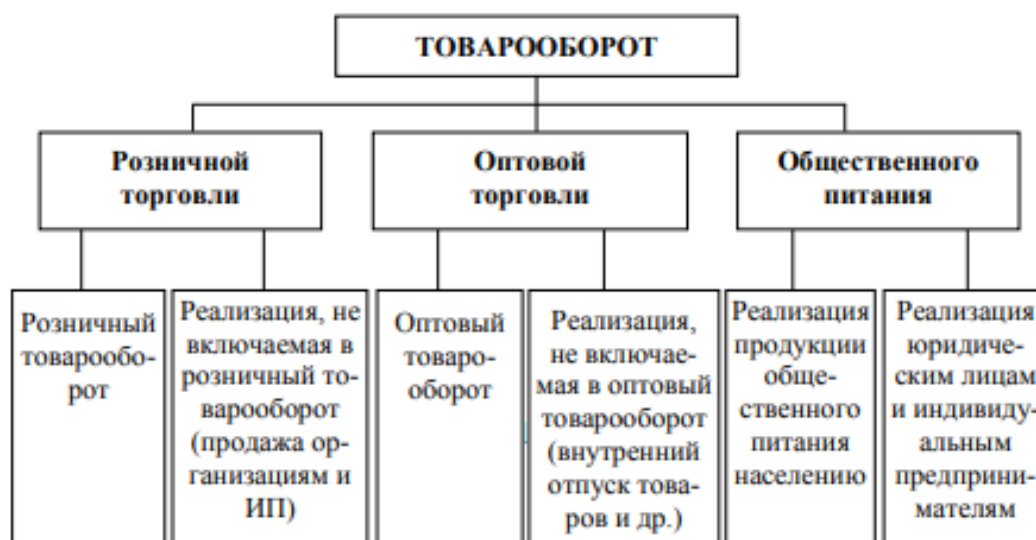 ТОВАРООБОРОТ
Розничной
торговли
Оптовой
торговли
Общественного
питания
Розничный
товарообо-
рот
Реализация, не
включаемая в
розничный то-
варооборот
(продажа ор-
ганизациям и
ИП)
Оптовый
товаро-
оборот
Реализация,
не включае-
мая в оптовый
товарооборот
(внутренний
отпуск това-
ров и др.)
Реализация
продукции
обще-
ственного
питания
населению
Реализация
юридиче-
ским лицам
и индивиду-
альным
предприни-
мателям